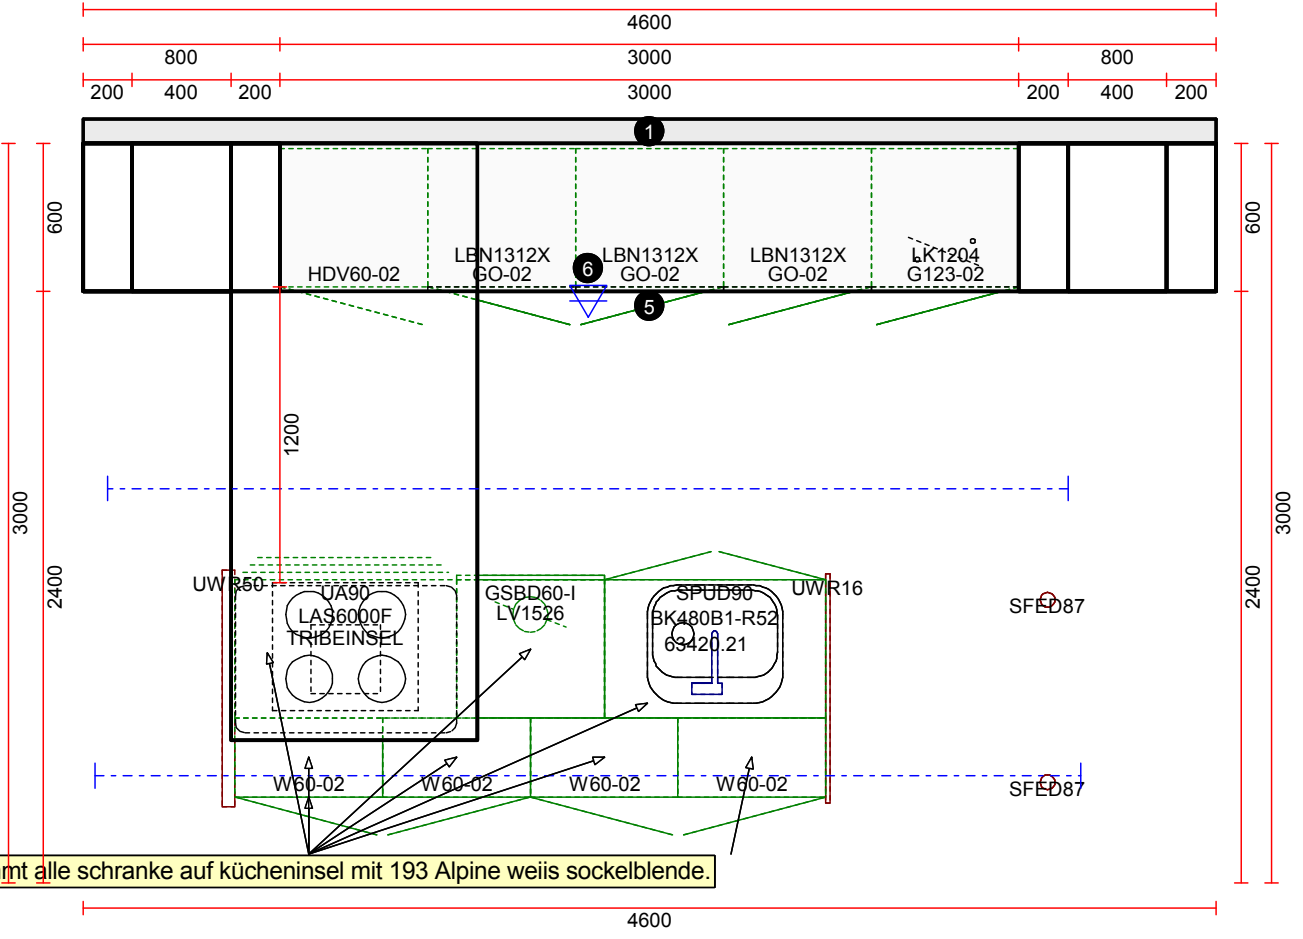 4600
800
3000
800
200
400
200
3000
200
400
200
1
600
600
LBN1312X
LBN1312X
LBN1312X
LK1204
HDV60-02
GO-02
GO-02
GO-02
G123-02
6
5
1200
3000
3000
2400
2400
UWR50
UA90
LAS6000F
TRIBEINSEL
GSBD60-I
LV1526
SPUD90
BK480B1-R52
63420.21
UWR16
SFED87
W60-02
W60-02
W60-02
W60-02
SFED87
mt alle schranke auf kücheninsel mit 193 Alpine weiis sockelblende.
4600